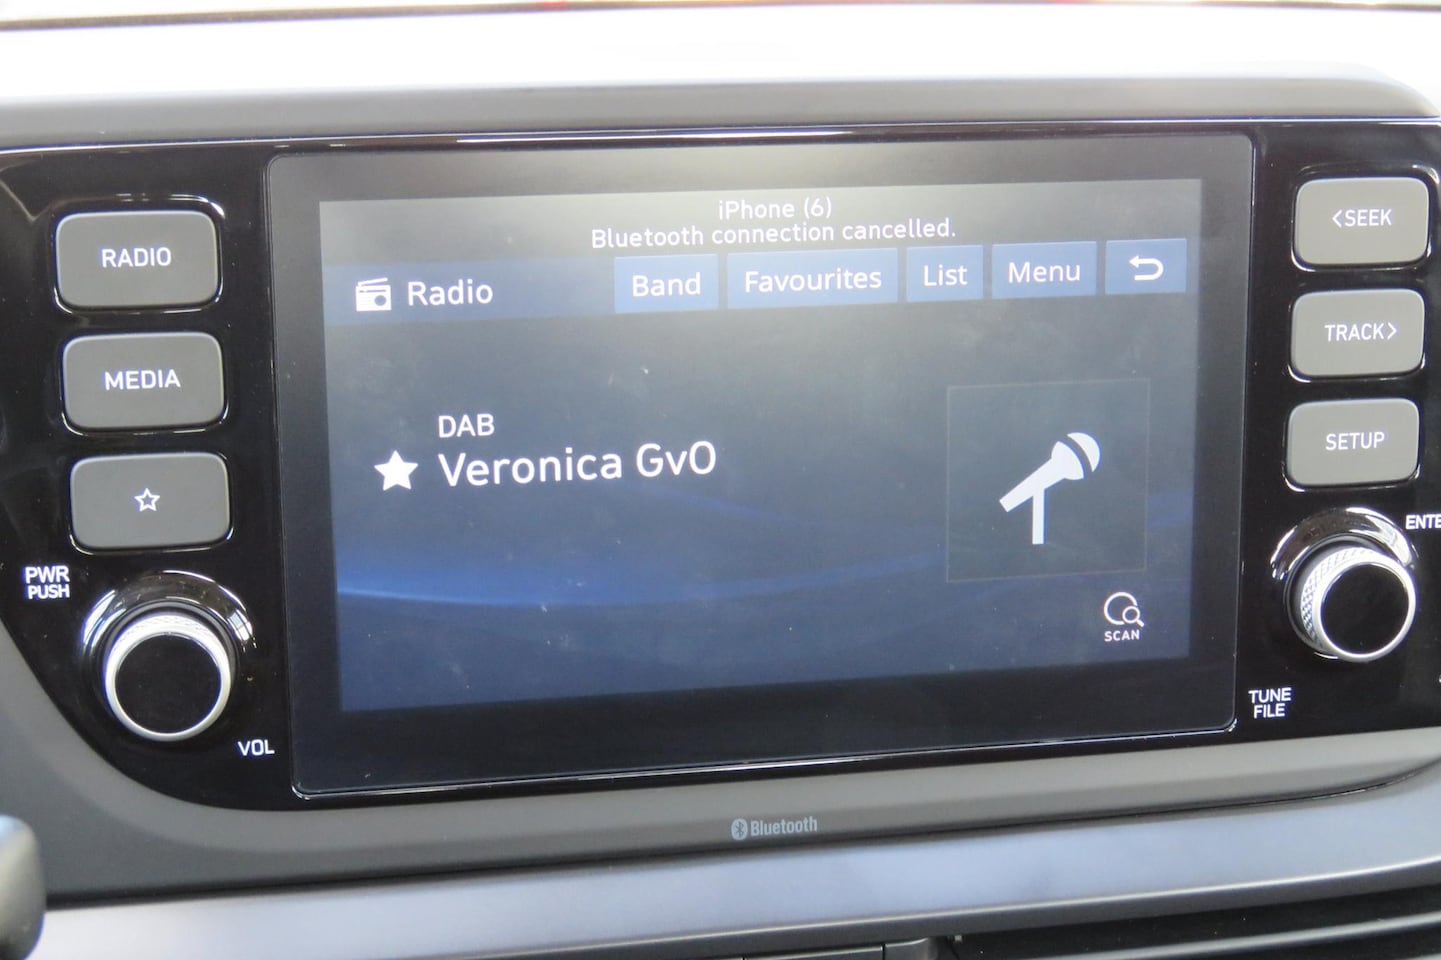 iPhone (6)
Bluetooth connection cancelled.
Radio
Band
Favourites
List
Menu
DAB
Veronica GvO
SCAN
RADIO
MEDIA
PWR
PUSH
VOL
<SEEK
TRACK>
SETUP
TUNE
FILE
Bluetooth